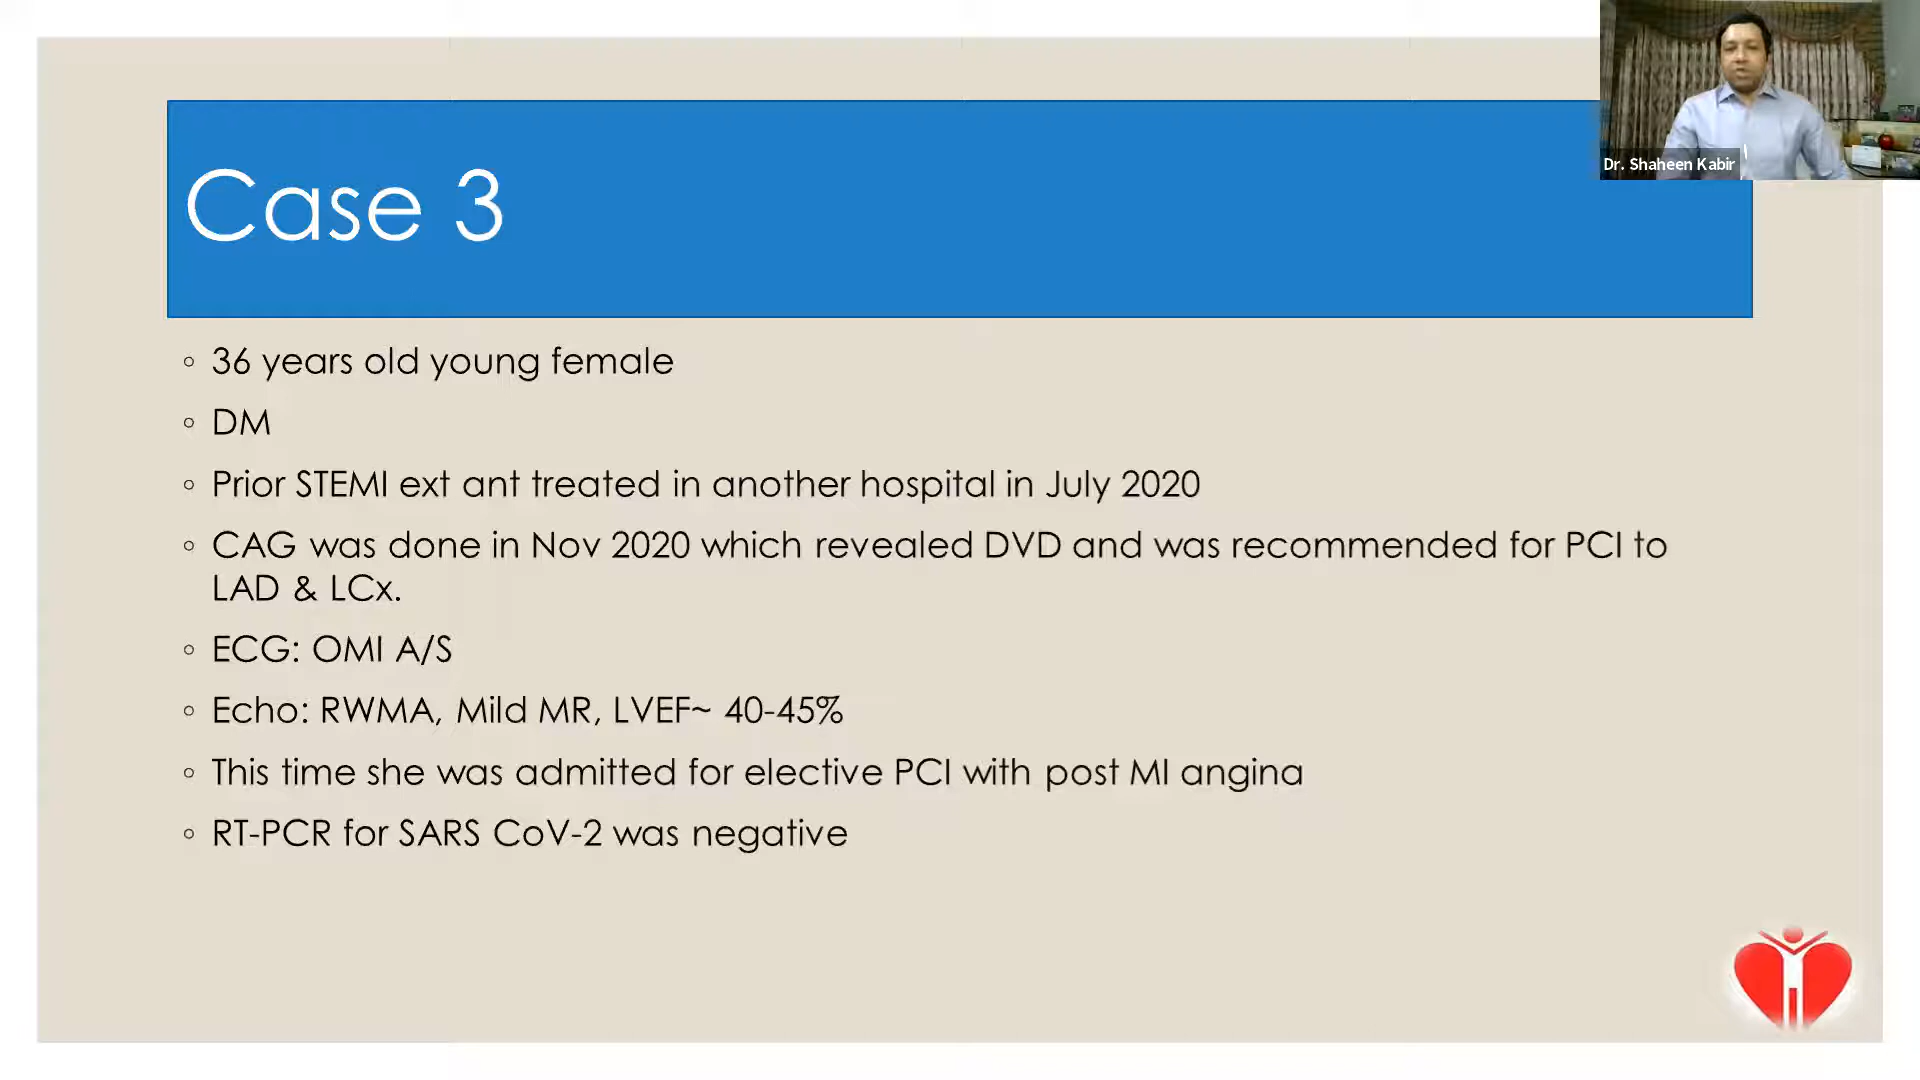 Dr. Shaheen Kabir
Case 3
◦ 36 years old young female
◦ DM
◦ Prior STEMI ext ant treated in another hospital in July 2020
◦ CAG was done in Nov 2020 which revealed DVD and was recommended for PCI to
LAD & LCx.
◦ ECG: OMI A/S
◦ Echo: RWMA, Mild MR, LVEF~ 40-45%
◦ This time she was admitted for elective PCI with post MI angina
◦ RT-PCR for SARS CoV-2 was negative